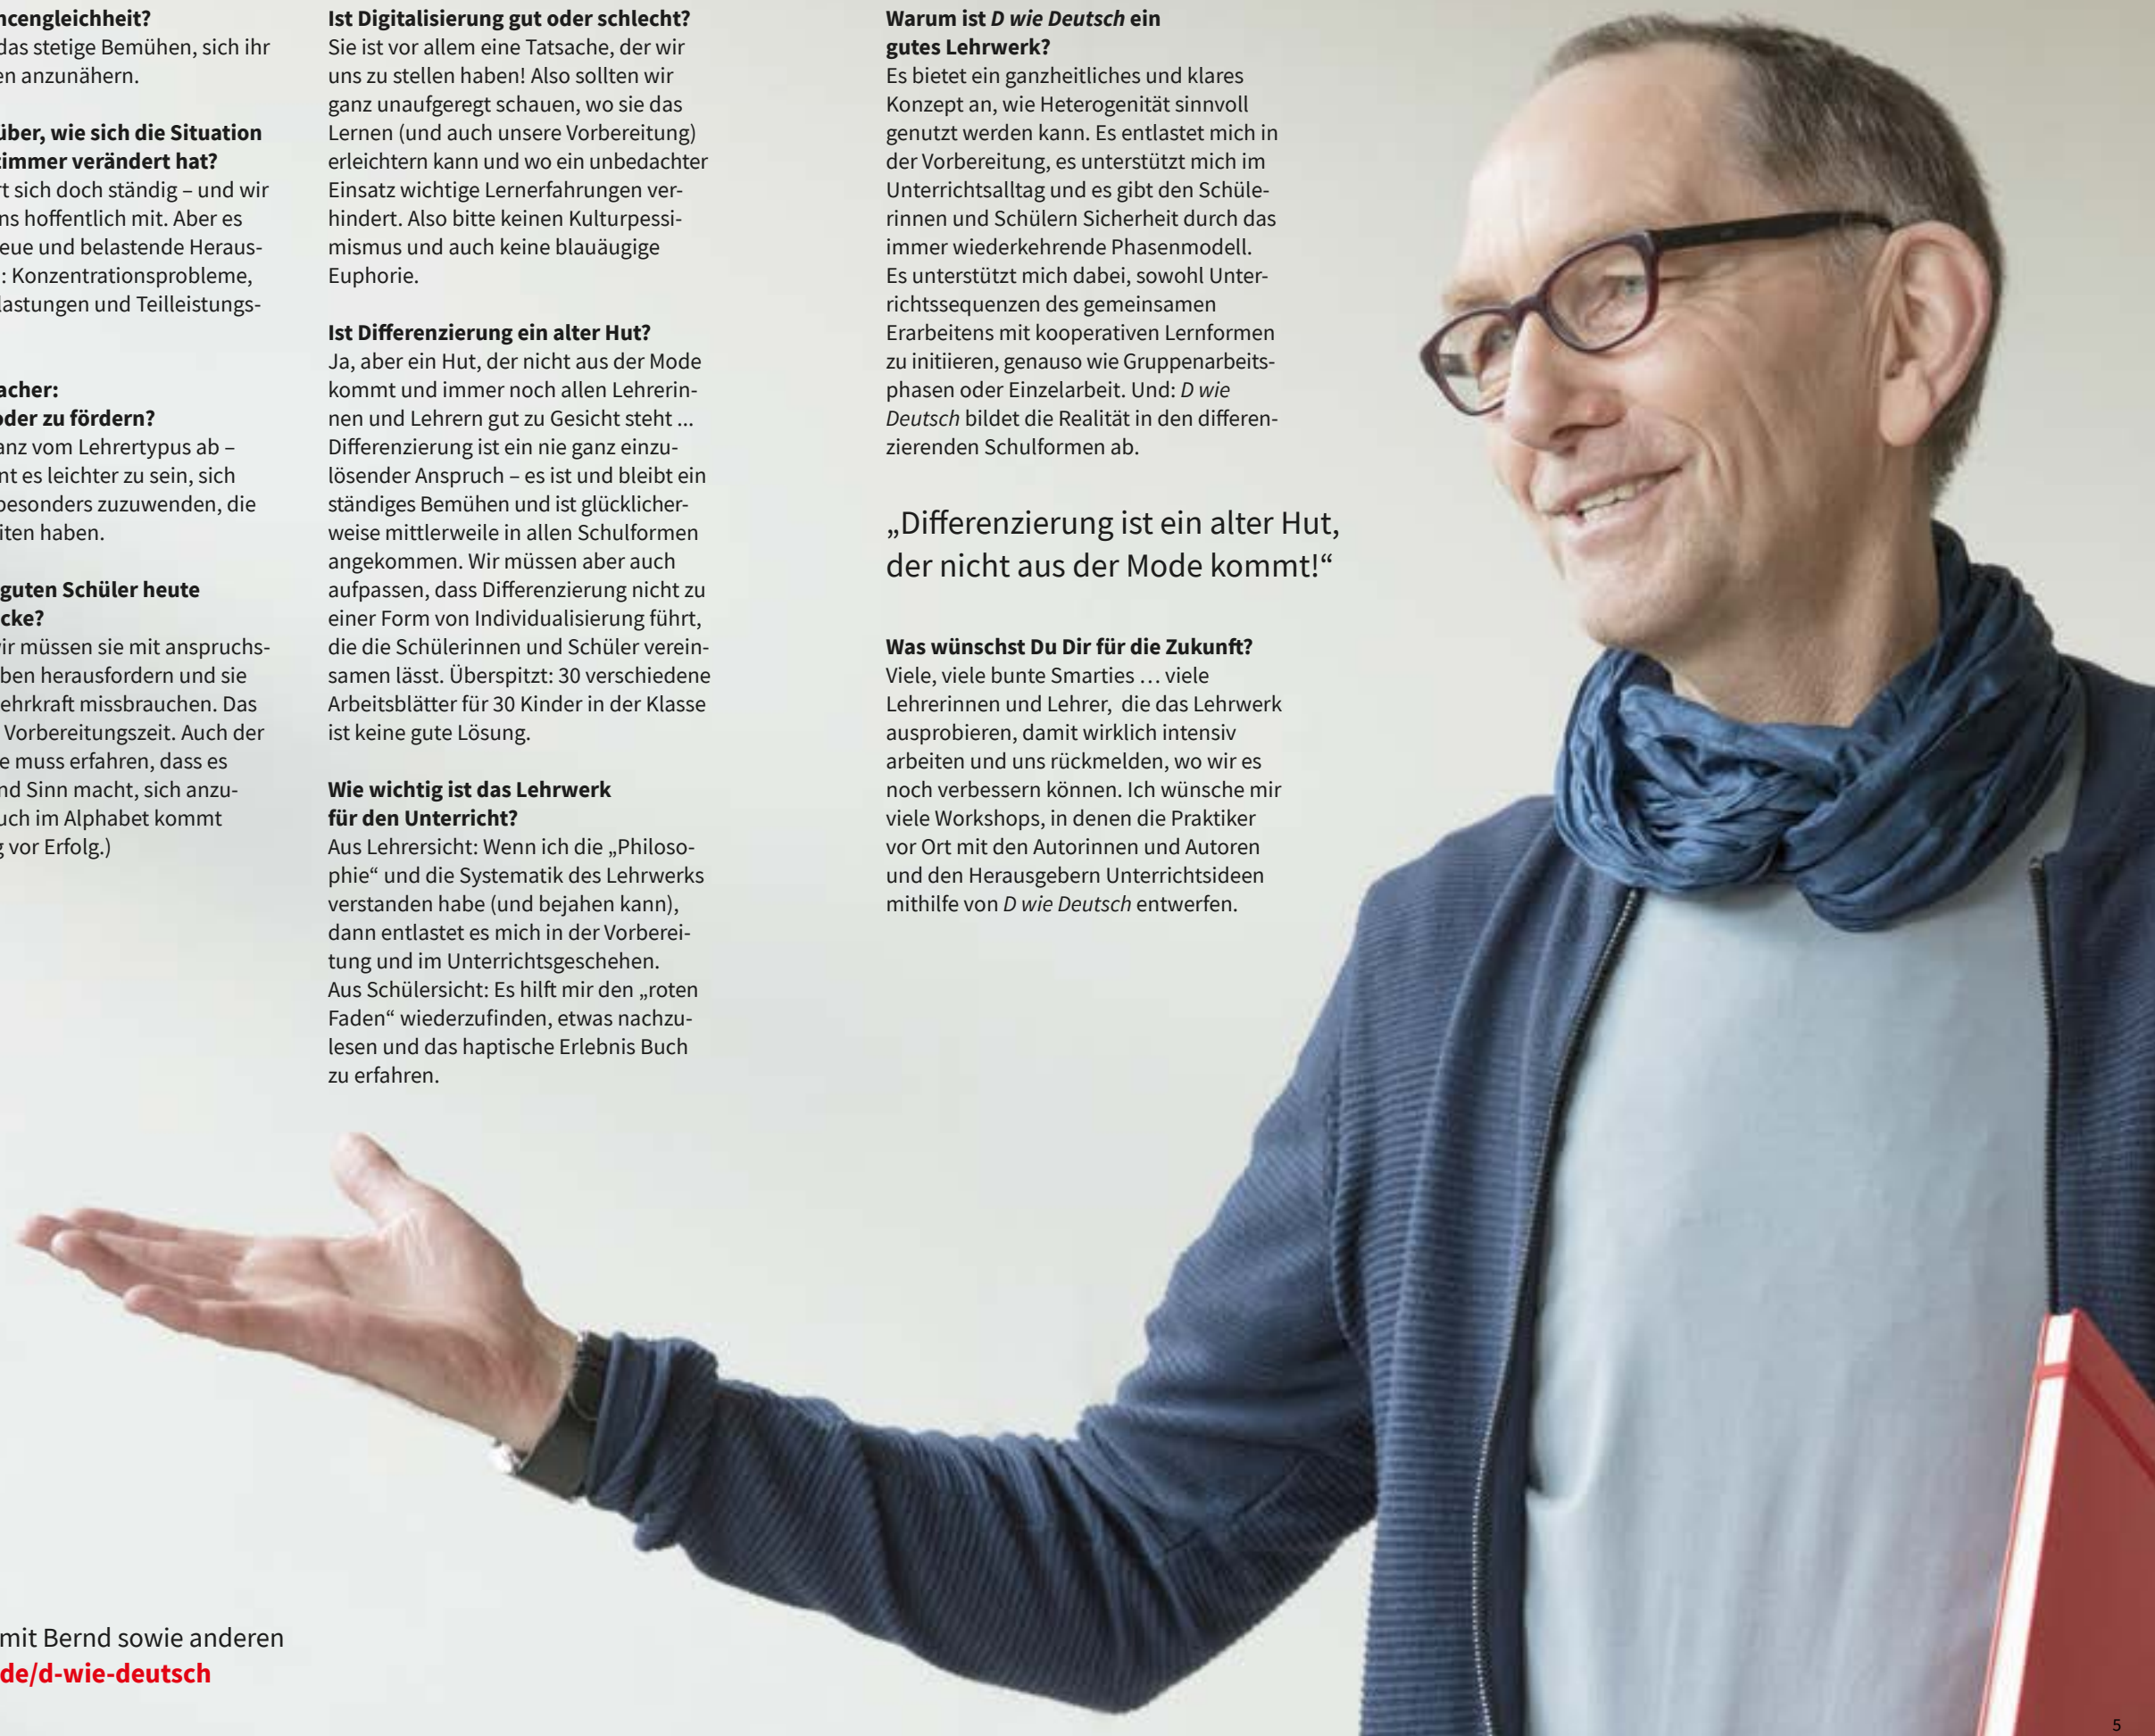 ncengleichheit?
das stetige Bemühen, sich ihr
en anzunähern.
über, wie sich die Situation
zimmer verändert hat?
rt sich doch ständig – und wir
ns hoffentlich mit. Aber es
eue und belastende Heraus-
: Konzentrationsprobleme,
lastungen und Teilleistungs-
acher:
oder zu fördern?
anz vom Lehrertypus ab –
nt es leichter zu sein, sich
besonders zuzuwenden, die
iten haben.
guten Schüler heute
cke?
ir müssen sie mit anspruchs-
ben herausfordern und sie
ehrkraft missbrauchen. Das
Vorbereitungszeit. Auch der
e muss erfahren, dass es
nd Sinn macht, sich anzu-
uch im Alphabet kommt
g vor Erfolg.)
mit Bernd sowie anderen
de/d-wie-deutsch
Ist Digitalisierung gut oder schlecht?
Sie ist vor allem eine Tatsache, der wir
uns zu stellen haben! Also sollten wir
ganz unaufgeregt schauen, wo sie das
Lernen (und auch unsere Vorbereitung)
erleichtern kann und wo ein unbedachter
Einsatz wichtige Lernerfahrungen ver-
hindert. Also bitte keinen Kulturpessi-
mismus und auch keine blauäugige
Euphorie.
Ist Differenzierung ein alter Hut?
Ja, aber ein Hut, der nicht aus der Mode
kommt und immer noch allen Lehrerin-
nen und Lehrern gut zu Gesicht steht ...
Differenzierung ist ein nie ganz einzu-
lösender Anspruch – es ist und bleibt ein
ständiges Bemühen und ist glücklicher-
weise mittlerweile in allen Schulformen
angekommen. Wir müssen aber auch
aufpassen, dass Differenzierung nicht zu
einer Form von Individualisierung führt,
die die Schülerinnen und Schüler verein-
samen lässt. Überspitzt: 30 verschiedene
Arbeitsblätter für 30 Kinder in der Klasse
ist keine gute Lösung.
Wie wichtig ist das Lehrwerk
für den Unterricht?
Aus Lehrersicht: Wenn ich die „Philoso-
phie“ und die Systematik des Lehrwerks
verstanden habe (und bejahen kann),
dann entlastet es mich in der Vorberei-
tung und im Unterrichtsgeschehen.
Aus Schülersicht: Es hilft mir den „roten
Faden“ wiederzufinden, etwas nachzu-
lesen und das haptische Erlebnis Buch
zu erfahren.
Warum ist D wie Deutsch ein
gutes Lehrwerk?
Es bietet ein ganzheitliches und klares
Konzept an, wie Heterogenität sinnvoll
genutzt werden kann. Es entlastet mich in
der Vorbereitung, es unterstützt mich im
Unterrichtsalltag und es gibt den Schüle-
rinnen und Schülern Sicherheit durch das
immer wiederkehrende Phasenmodell.
Es unterstützt mich dabei, sowohl Unter-
richtssequenzen des gemeinsamen
Erarbeitens mit kooperativen Lernformen
zu initiieren, genauso wie Gruppenarbeits-
phasen oder Einzelarbeit. Und: D wie
Deutsch bildet die Realität in den differen-
zierenden Schulformen ab.
„Differenzierung ist ein alter Hut,
der nicht aus der Mode kommt!“
Was wünschst Du Dir für die Zukunft?
Viele, viele bunte Smarties … viele
Lehrerinnen und Lehrer, die das Lehrwerk
ausprobieren, damit wirklich intensiv
arbeiten und uns rückmelden, wo wir es
noch verbessern können. Ich wünsche mir
viele Workshops, in denen die Praktiker
vor Ort mit den Autorinnen und Autoren
und den Herausgebern Unterrichtsideen
mithilfe von D wie Deutsch entwerfen.
5